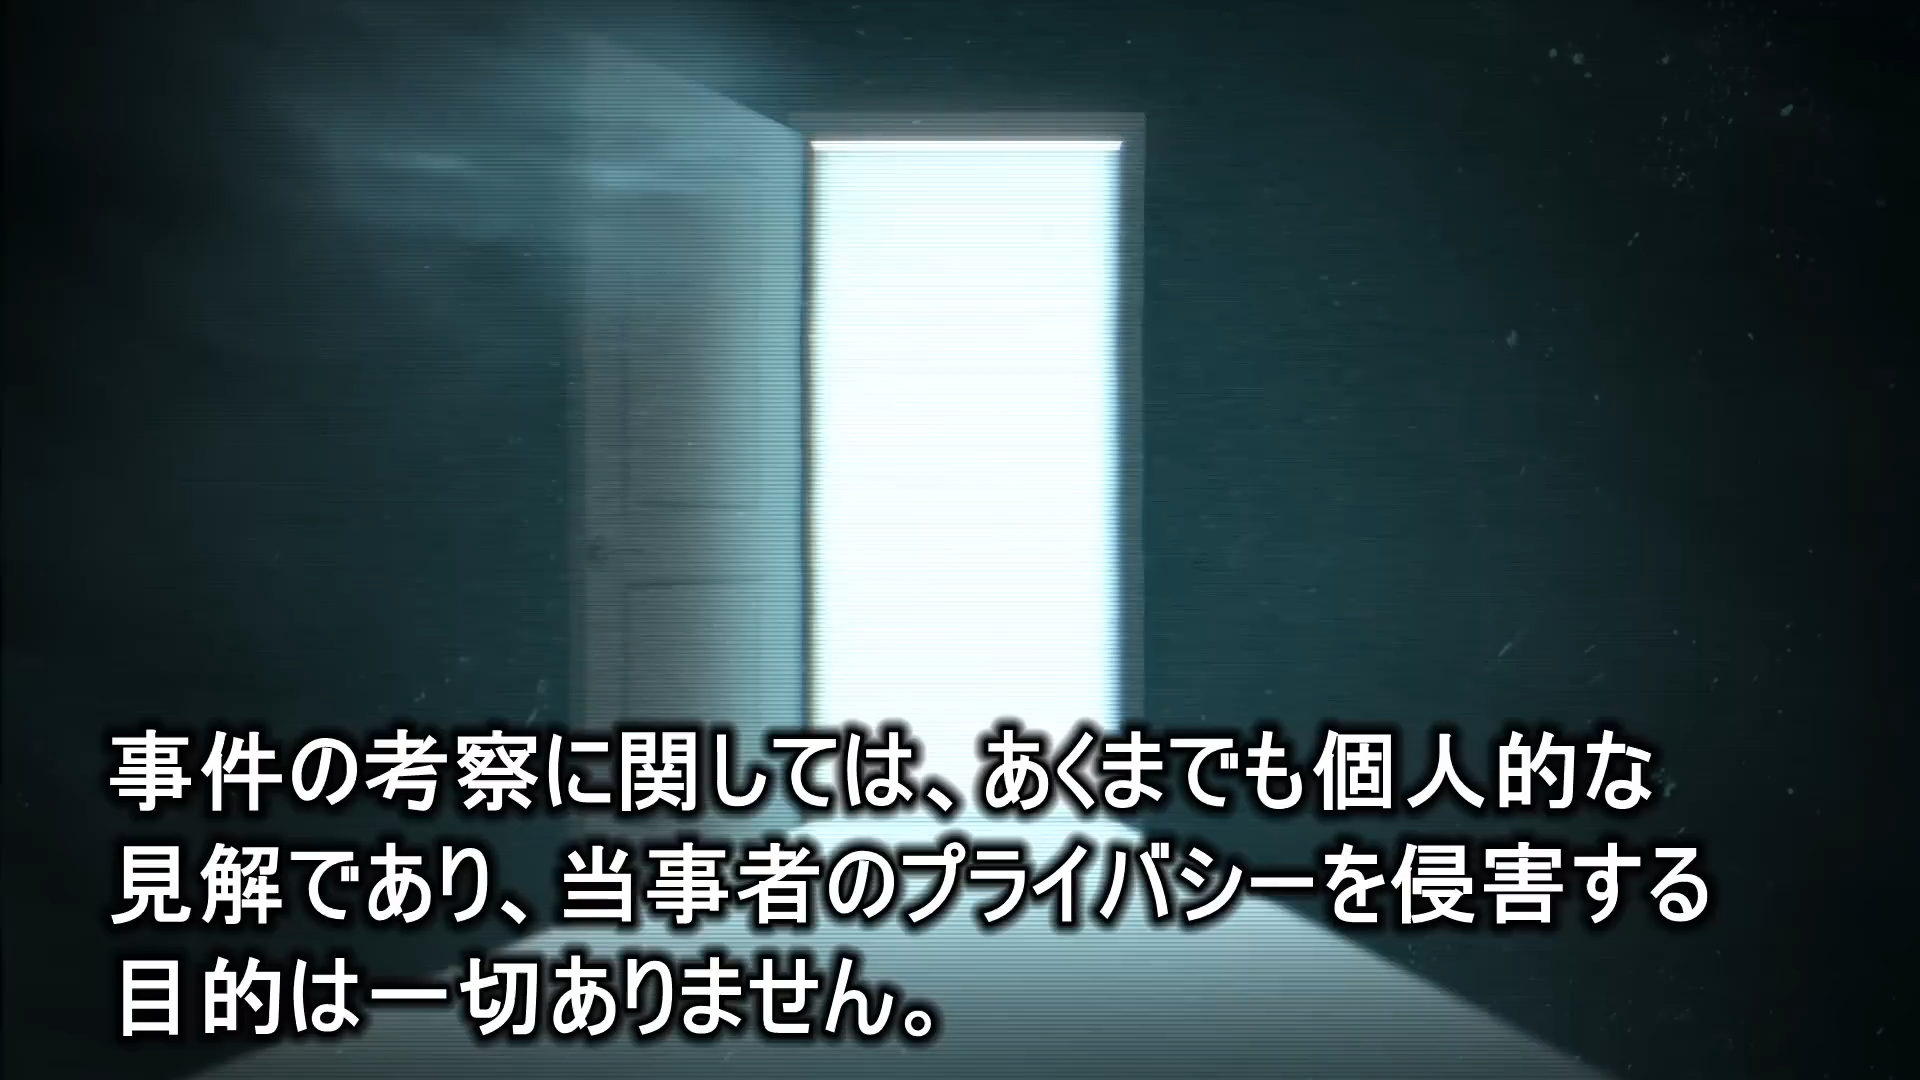 事件の考察に関しては、あくまでも個人的な
見解であり、当事者のプライバシーを侵害する
目的は一切ありません。